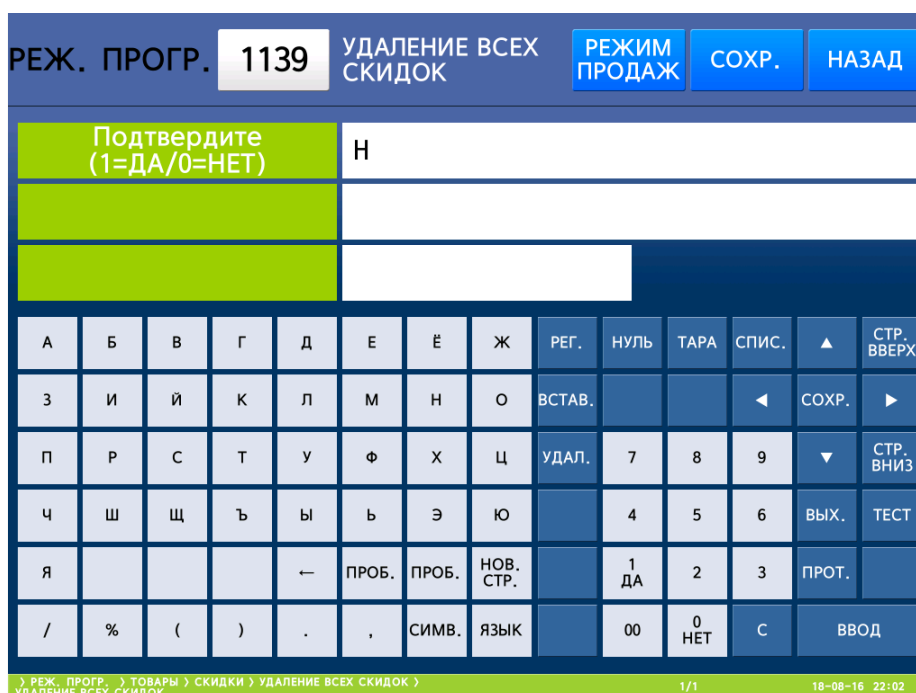 РЕЖ. ПРОГР. 1139 УДАЛЕНИЕ ВСЕХ СКИДОК РЕЖИМ ПРОДАЖ СОХР. НАЗАД
Подтвердите
(1=ДА/0=НЕТ) Н
А Б В Г Д Е Ё Ж РЕГ. НУЛЬ ТАРА СПИС. ▲ СТР. ВВЕРХ
З И Й К Л М Н О ВСТАВ. ◀ СОХР. ▶
П Р С Т У Ф Х Ц УДАЛ. 7 8 9 ▼ СТР. ВНИЗ
Ч Ш Щ Ъ Ы Ь Э Ю 4 5 6 ВЫХ. ТЕСТ
Я ← ПРОБ. ПРОБ. НОВ. СТР. 1 ДА 2 3 ПРОТ.
/ % ( ) . , СИМВ. ЯЗЫК 00 0 НЕТ С ВВОД
> РЕЖ. ПРОГР. > ТОВАРЫ > СКИДКИ > УДАЛЕНИЕ ВСЕХ СКИДОК >
УДАЛЕНИЕ ВСЕХ СКИДОК 1/1 18-08-16 22:02